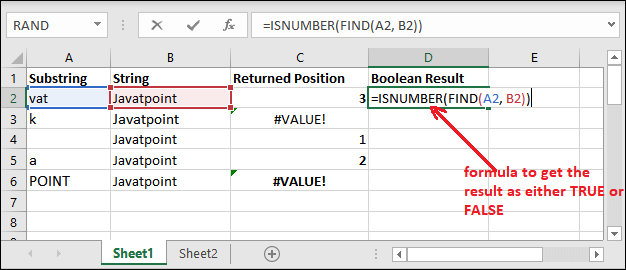 RAND =ISNUMBER(FIND(A2, B2))
A B C D E
1 Substring String Returned Position Boolean Result
2 vat Javatpoint 3 =ISNUMBER(FIND(A2, B2))
3 k Javatpoint #VALUE!
4 Javatpoint 1
5 a Javatpoint 2
6 POINT Javatpoint #VALUE!
7
8
formula to get the
result as either TRUE or
FALSE
Sheet1 Sheet2